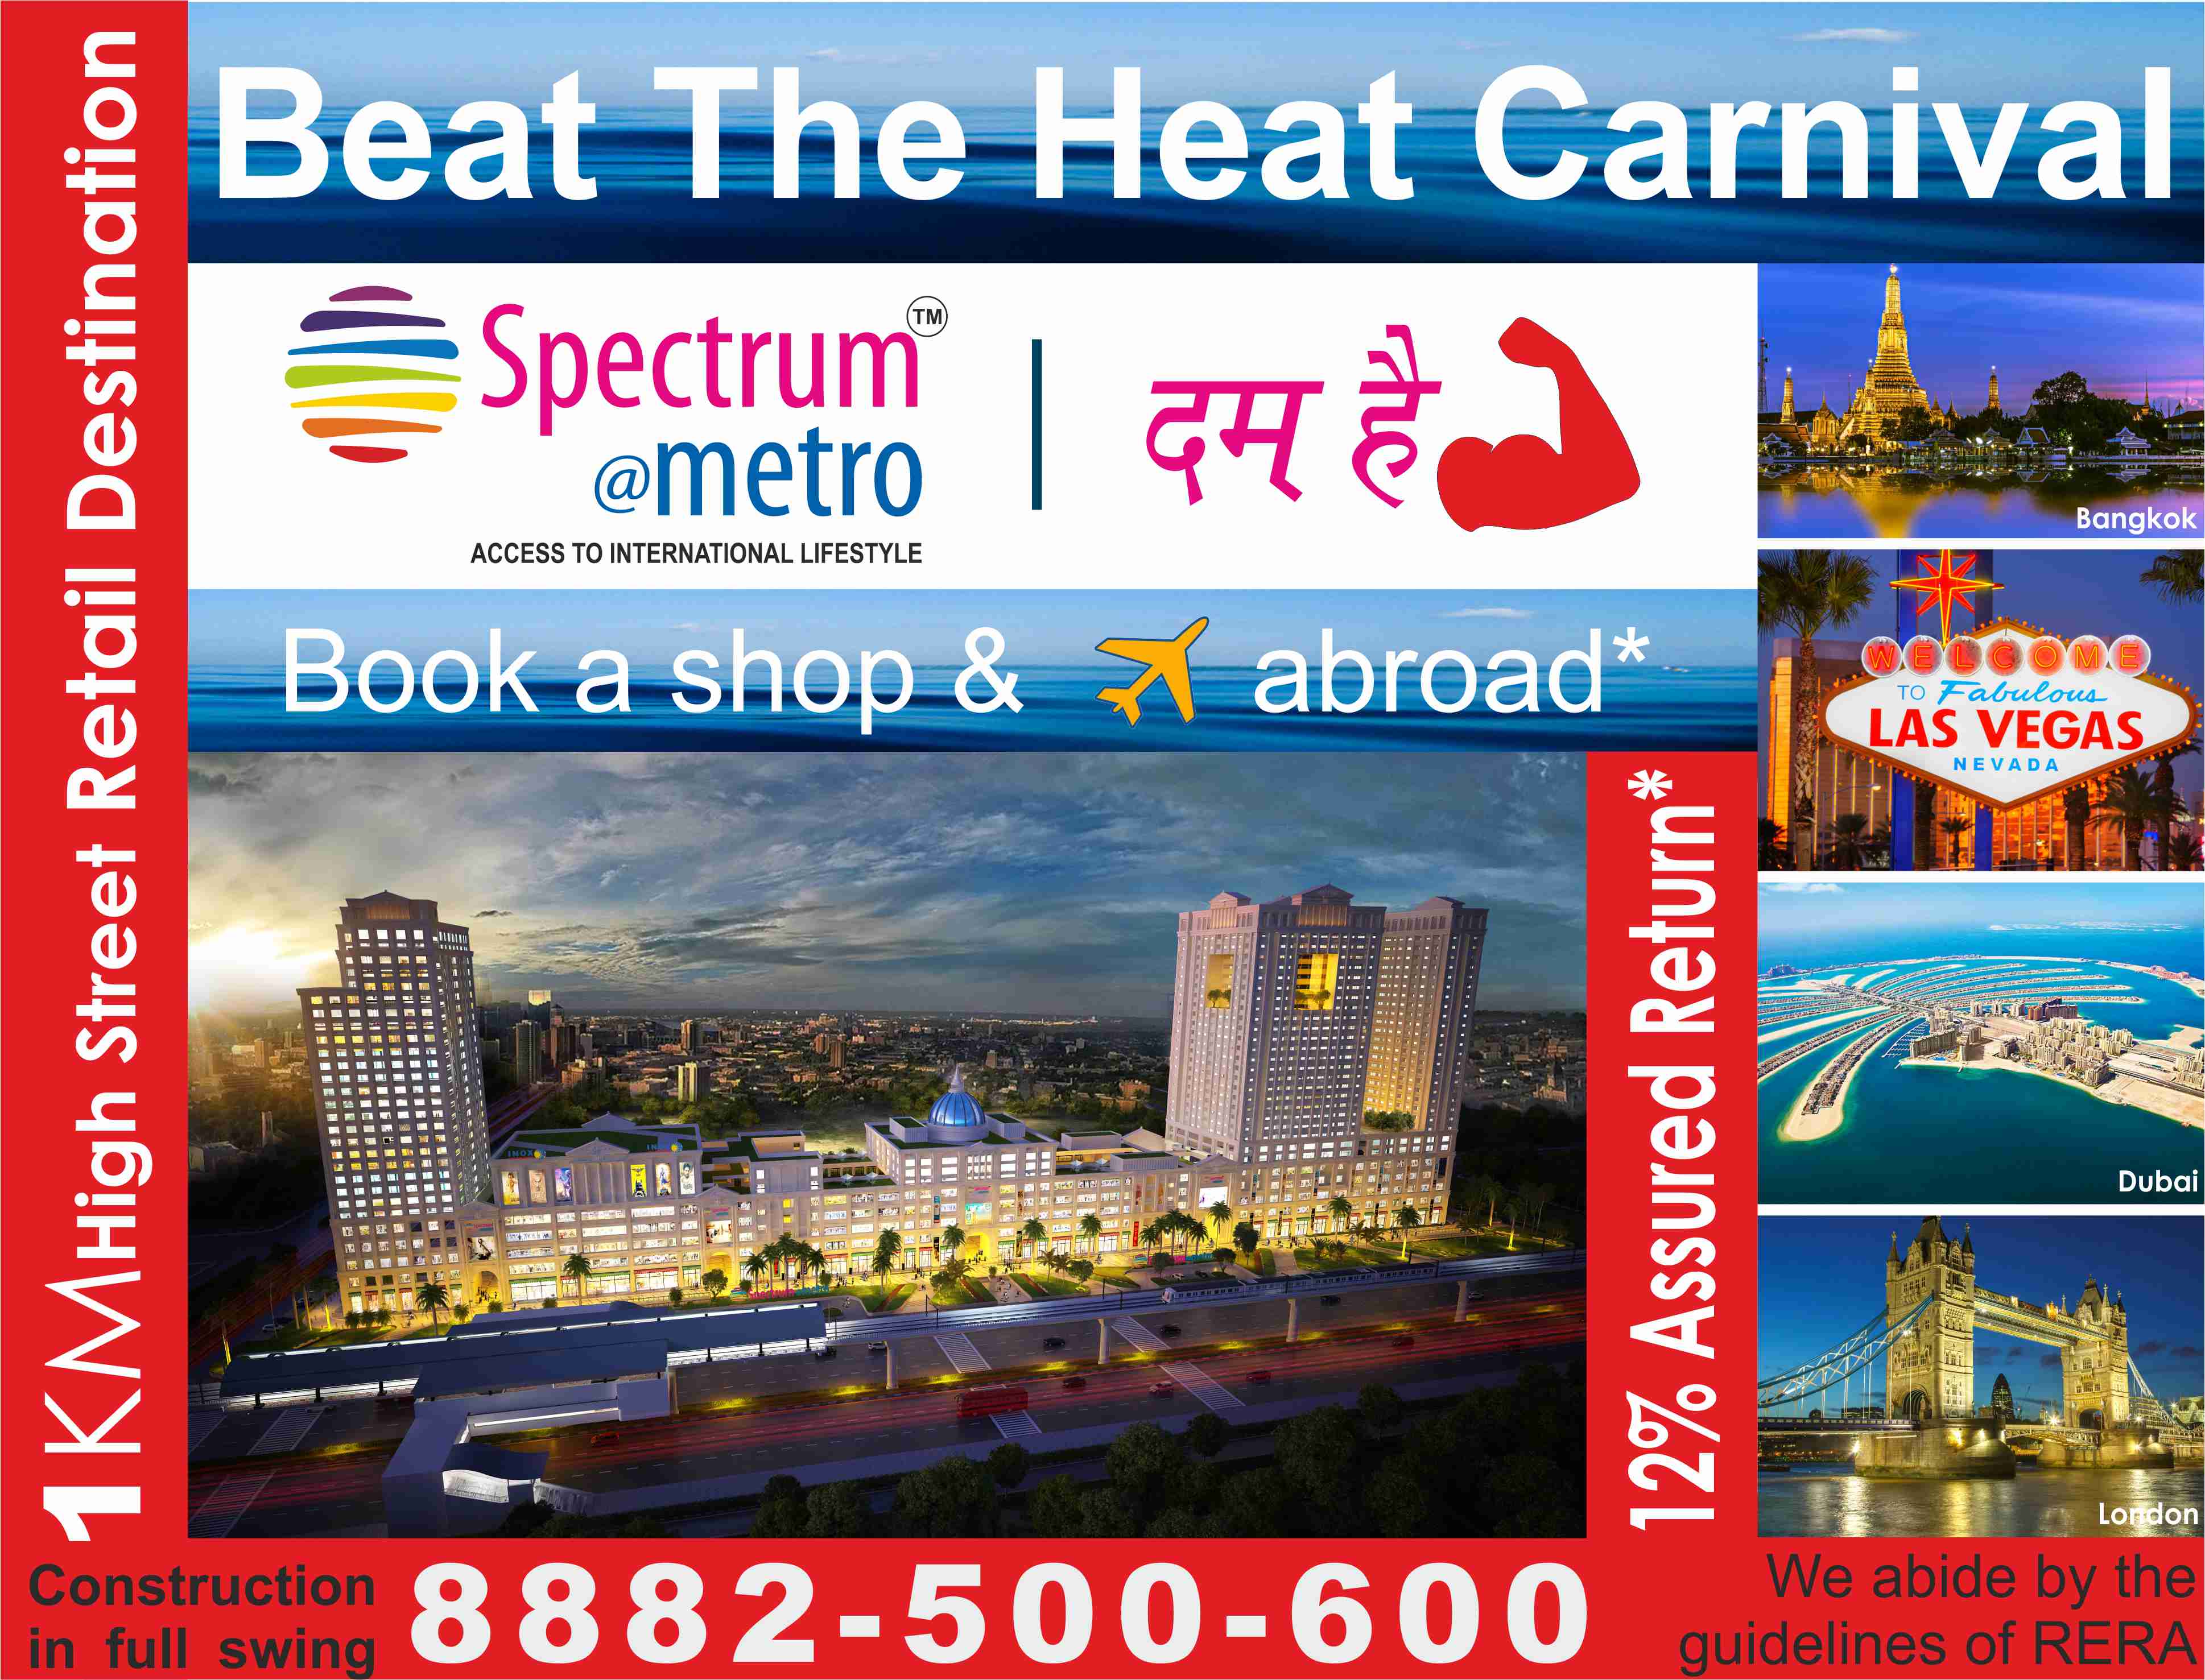 Beat The Heat Carnival
1KM High Street Retail Destination
Spectrum TM
@metro
ACCESS TO INTERNATIONAL LIFESTYLE
दम् है
Book a shop & abroad*
12% Assured Return*
Bangkok
WELCOME
TO Fabulous
LAS VEGAS
NEVADA
Dubai
London
INOX
Construction
in full swing
8882-500-600
We abide by the
guidelines of RERA